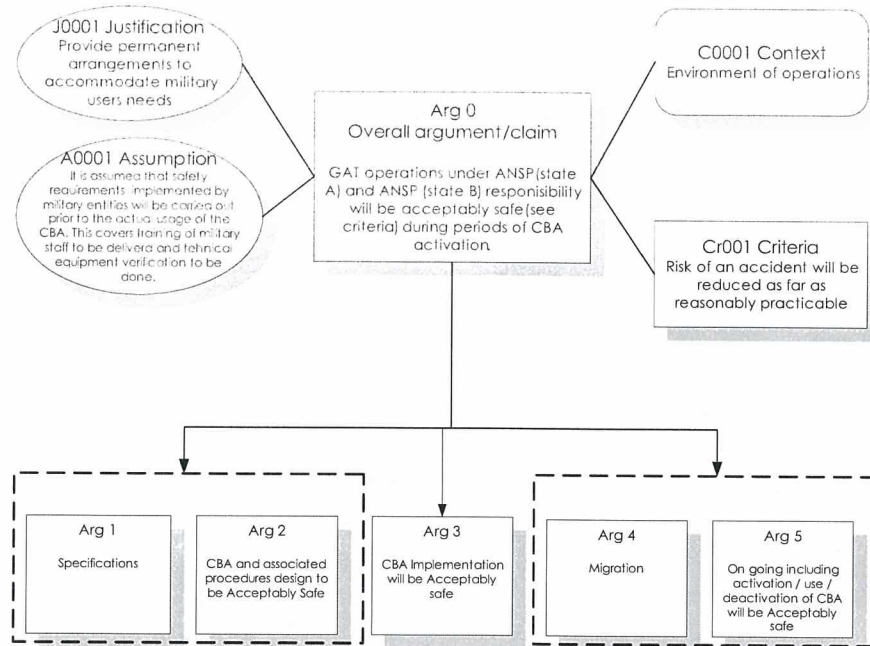 J0001 Justification
Provide permanent
arrangements to
accommodate military
users needs
A0001 Assumption
It is assumed that safety
requirements implemented by
military entities will be carried out
prior to the actual usage of the
CBA. This covers training of military
staff to be delivera and tehnical
equipment verification to be
done.
Arg 0
Overall argument/claim
GAT operations under ANSP(state
A) and ANSP (state B) responisibility
will be acceptably safe(see
criteria) during periods of CBA
activation.
C0001 Context
Environment of operations
Cr001 Criteria
Risk of an accident will be
reduced as far as
reasonably practicable
Arg 1
Specifications
Arg 2
CBA and associated
procedures design to
be Acceptably Safe
Arg 3
CBA Implementation
will be Acceptably
safe
Arg 4
Migration
Arg 5
On going including
activation / use /
deactivation of CBA
will be Acceptably
safe